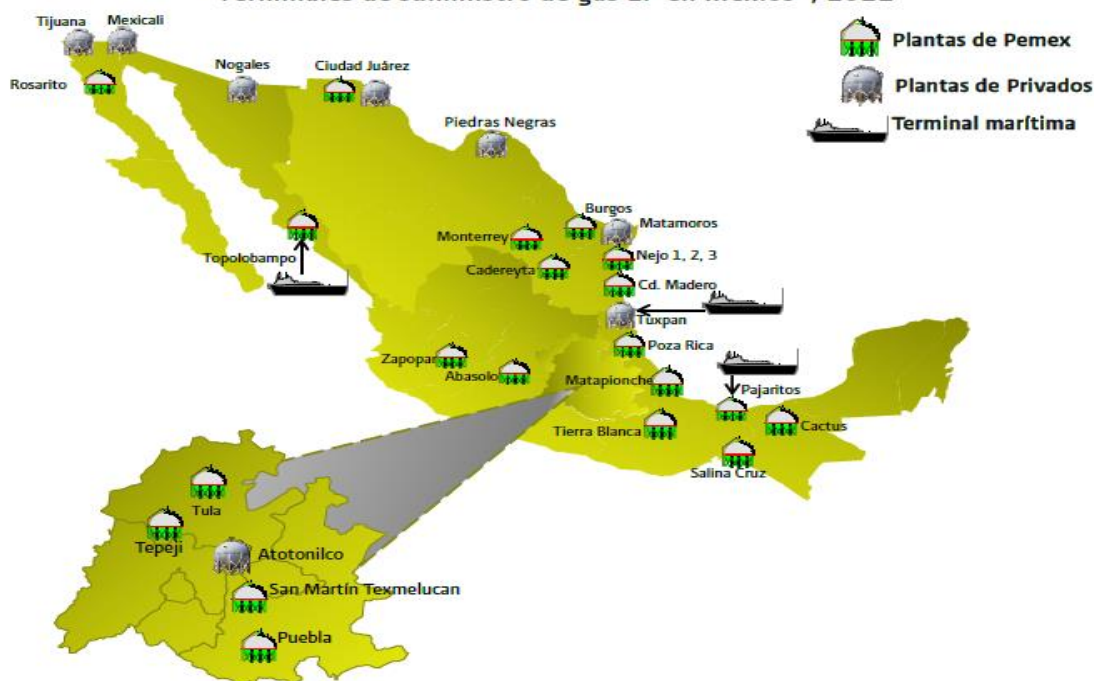 Plantas de Pemex
Plantas de Privados
Terminal marítima
Tijuana
Mexicali
Rosarito
Nogales
Ciudad Juárez
Piedras Negras
Burgos
Matamoros
Monterrey
Nejo 1, 2, 3
Topolobampo
Cadereyta
Cd. Madero
Tuxpan
Poza Rica
Zapopan
Abasolo
Matapionche
Pajaritos
Tierra Blanca
Cactus
Salina Cruz
Tula
Tepeji
Atotonilco
San Martín Texmelucan
Puebla